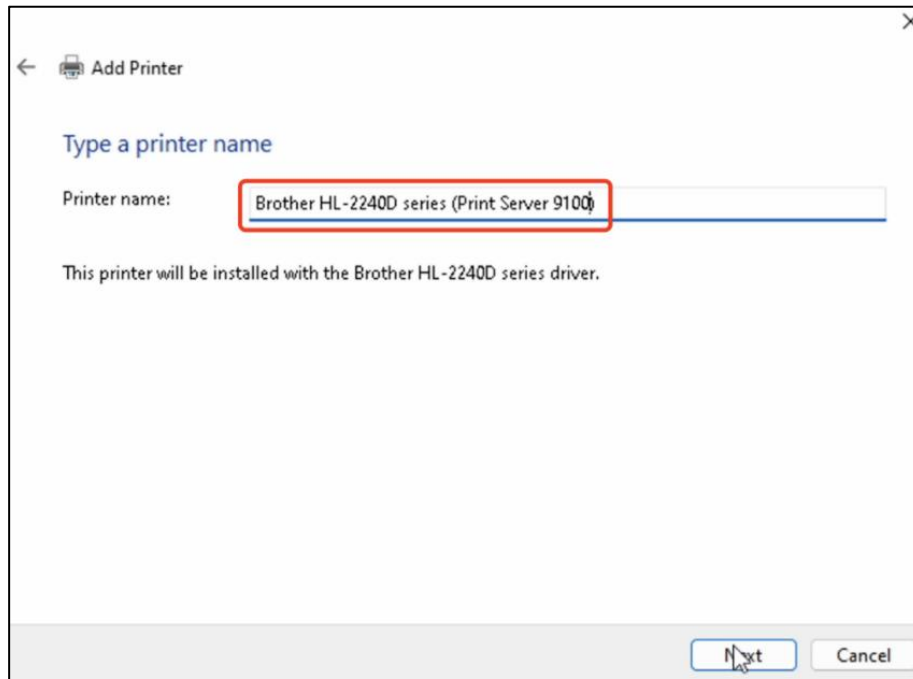 Add Printer
Type a printer name
Printer name: Brother HL-2240D series (Print Server 9100)
This printer will be installed with the Brother HL-2240D series driver.
Next Cancel